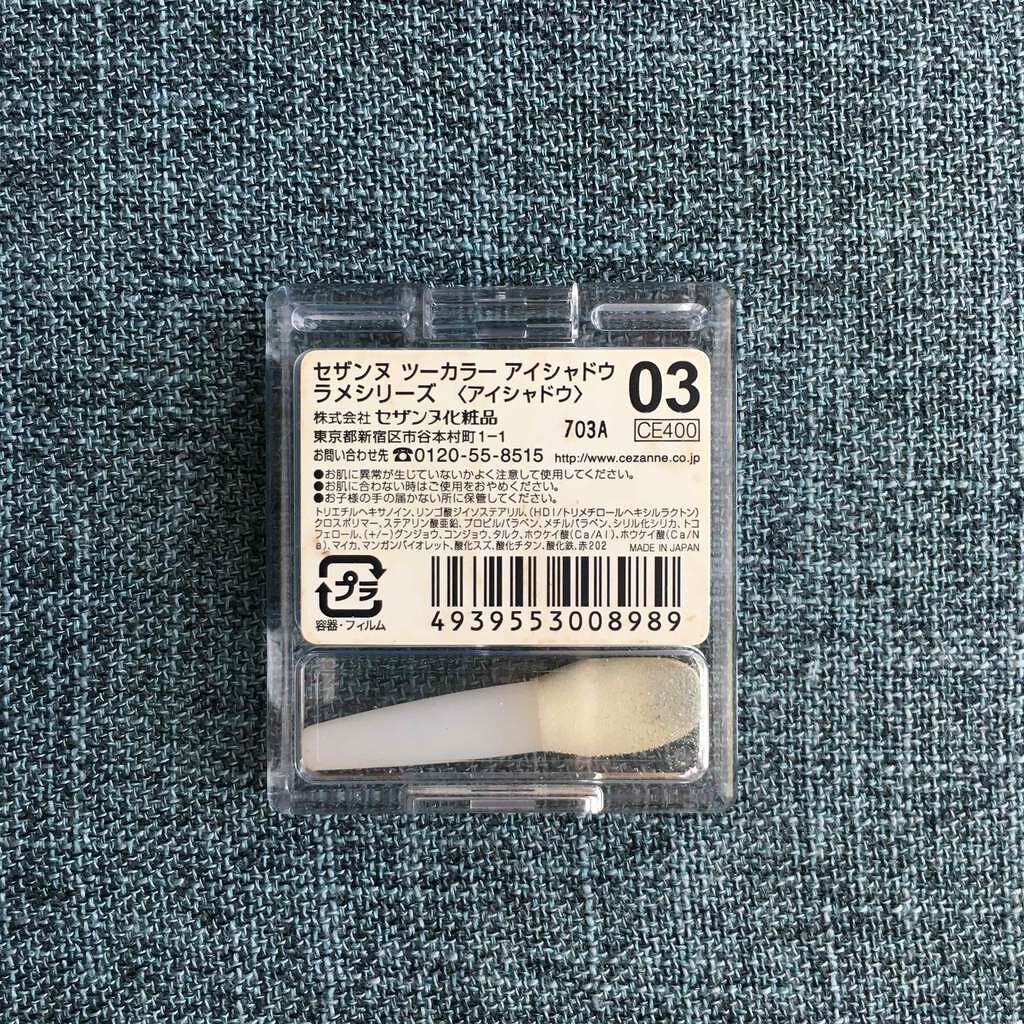 セザンヌ ツーカラー アイシャドウ
ラメシリーズ 〈アイシャドウ〉
03
株式会社 セザンヌ化粧品
703A
CE400
東京都新宿区市谷本村町1-1
お問い合わせ先 ☎0120-55-8515 http://www.cezanne.co.jp
●お肌に異常が生じていないかよく注意して使用してください。
●お肌に合わない時はご使用をおやめください。
●お子様の手の届かない所に保管してください。
トリエチルヘキサノイン、リンゴ酸ジイソステアリル、(HDI/トリメチロールヘキシルラクトン)
クロスポリマー、ステアリン酸亜鉛、プロピルパラベン、メチルパラベン、シリル化シリカ、トコ
フェロール、(+/-)グンジョウ、コンジョウ、タルク、ホウケイ酸(Ca/Al)、ホウケイ酸(Ca/N
a)、マイカ、マンガンバイオレット、酸化スズ、酸化チタン、酸化鉄、赤202 MADE IN JAPAN
プラ
容器・フィルム
4939553008989